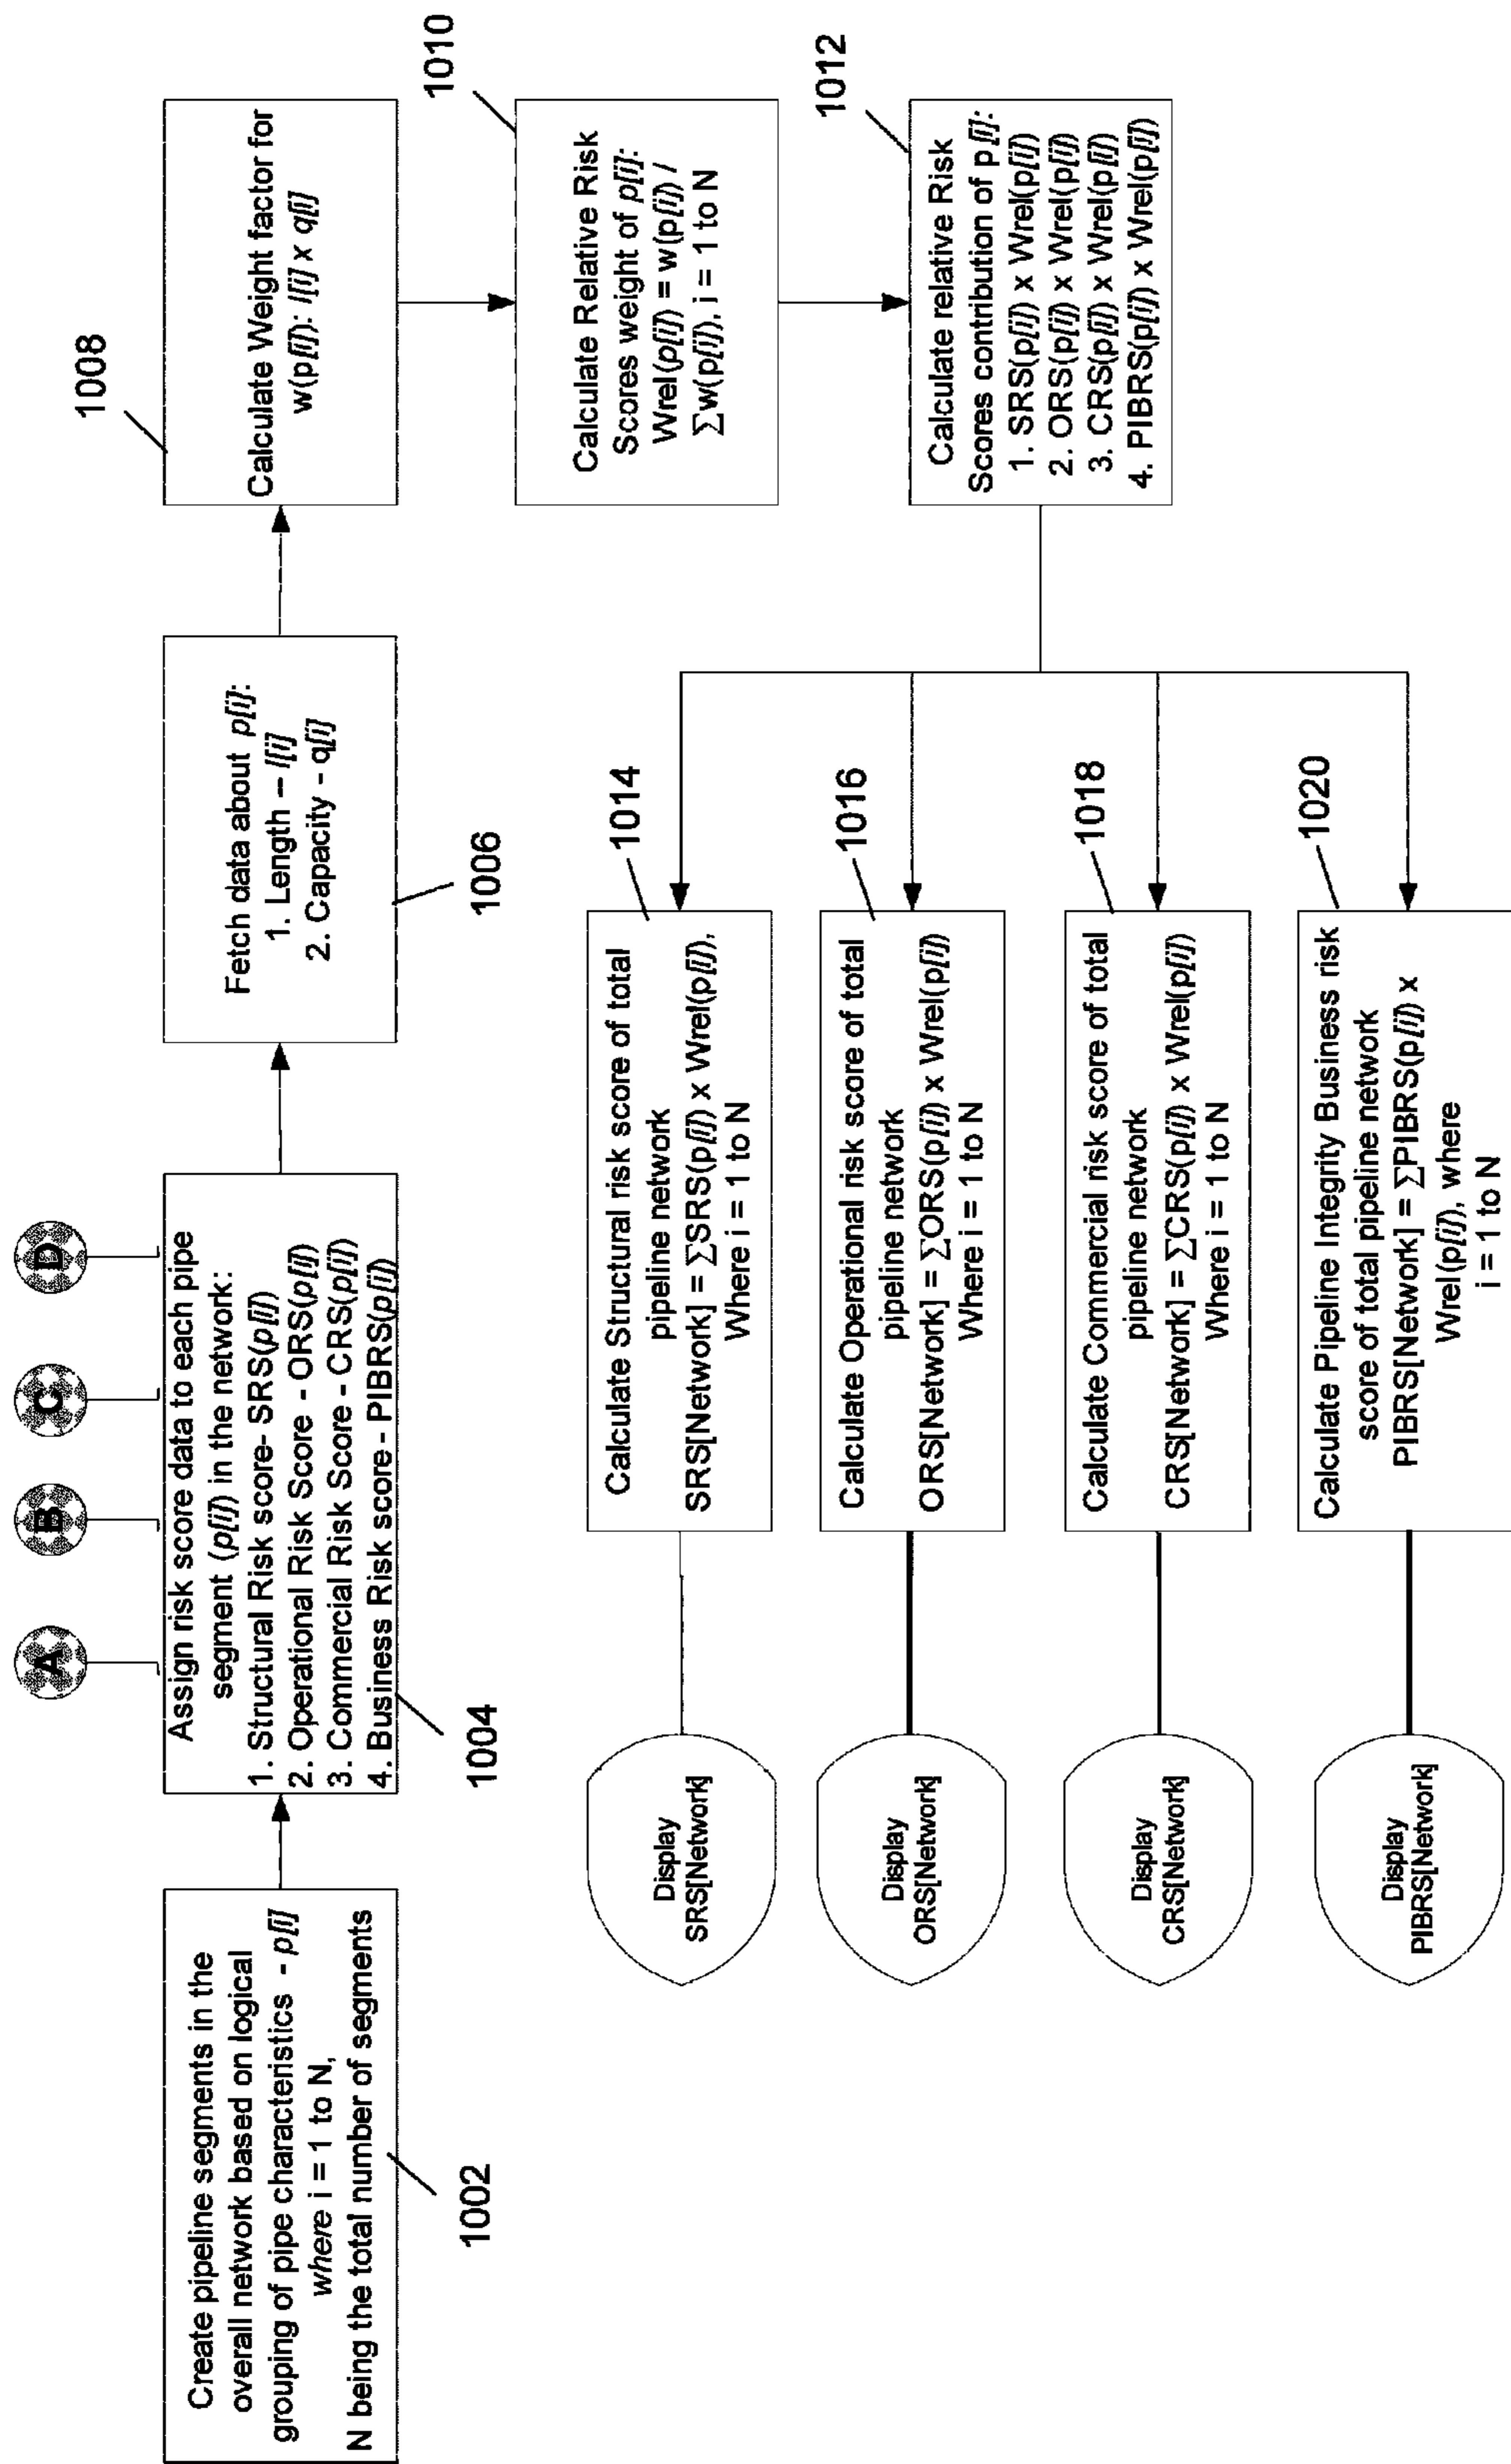 Create pipeline segments in the
overall network based on logical
grouping of pipe characteristics - p[i]
where i = 1 to N,
N being the total number of segments
1002
A
B
C
D
Assign risk score data to each pipe
segment (p[i]) in the network:
1. Structural Risk score- SRS(p[i])
2. Operational Risk Score - ORS(p[i])
3. Commercial Risk Score - CRS(p[i])
4. Business Risk score - PIBRS(p[i])
1004
Fetch data about p[i]:
1. Length -- l[i]
2. Capacity - q[i]
1006
1008
Calculate Weight factor for
w(p[i]): l[i] x q[i]
1010
Calculate Relative Risk
Scores weight of p[i]:
Wrel(p[i]) = w(p[i]) /
∑w(p[i]), i = 1 to N
1012
Calculate relative Risk
Scores contribution of p[i]:
1. SRS(p[i]) x Wrel(p[i])
2. ORS(p[i]) x Wrel(p[i])
3. CRS(p[i]) x Wrel(p[i])
4. PIBRS(p[i]) x Wrel(p[i])
1014
Calculate Structural risk score of total
pipeline network
SRS[Network] = ∑SRS(p[i]) x Wrel(p[i]),
Where i = 1 to N
Display
SRS[Network]
1016
Calculate Operational risk score of total
pipeline network
ORS[Network] = ∑ORS(p[i]) x Wrel(p[i])
Where i = 1 to N
Display
ORS[Network]
1018
Calculate Commercial risk score of total
pipeline network
CRS[Network] = ∑CRS(p[i]) x Wrel(p[i])
Where i = 1 to N
Display
CRS[Network]
1020
Calculate Pipeline Integrity Business risk
score of total pipeline network
PIBRS[Network] = ∑PIBRS(p[i]) x
Wrel(p[i]), where
i = 1 to N
Display
PIBRS[Network]